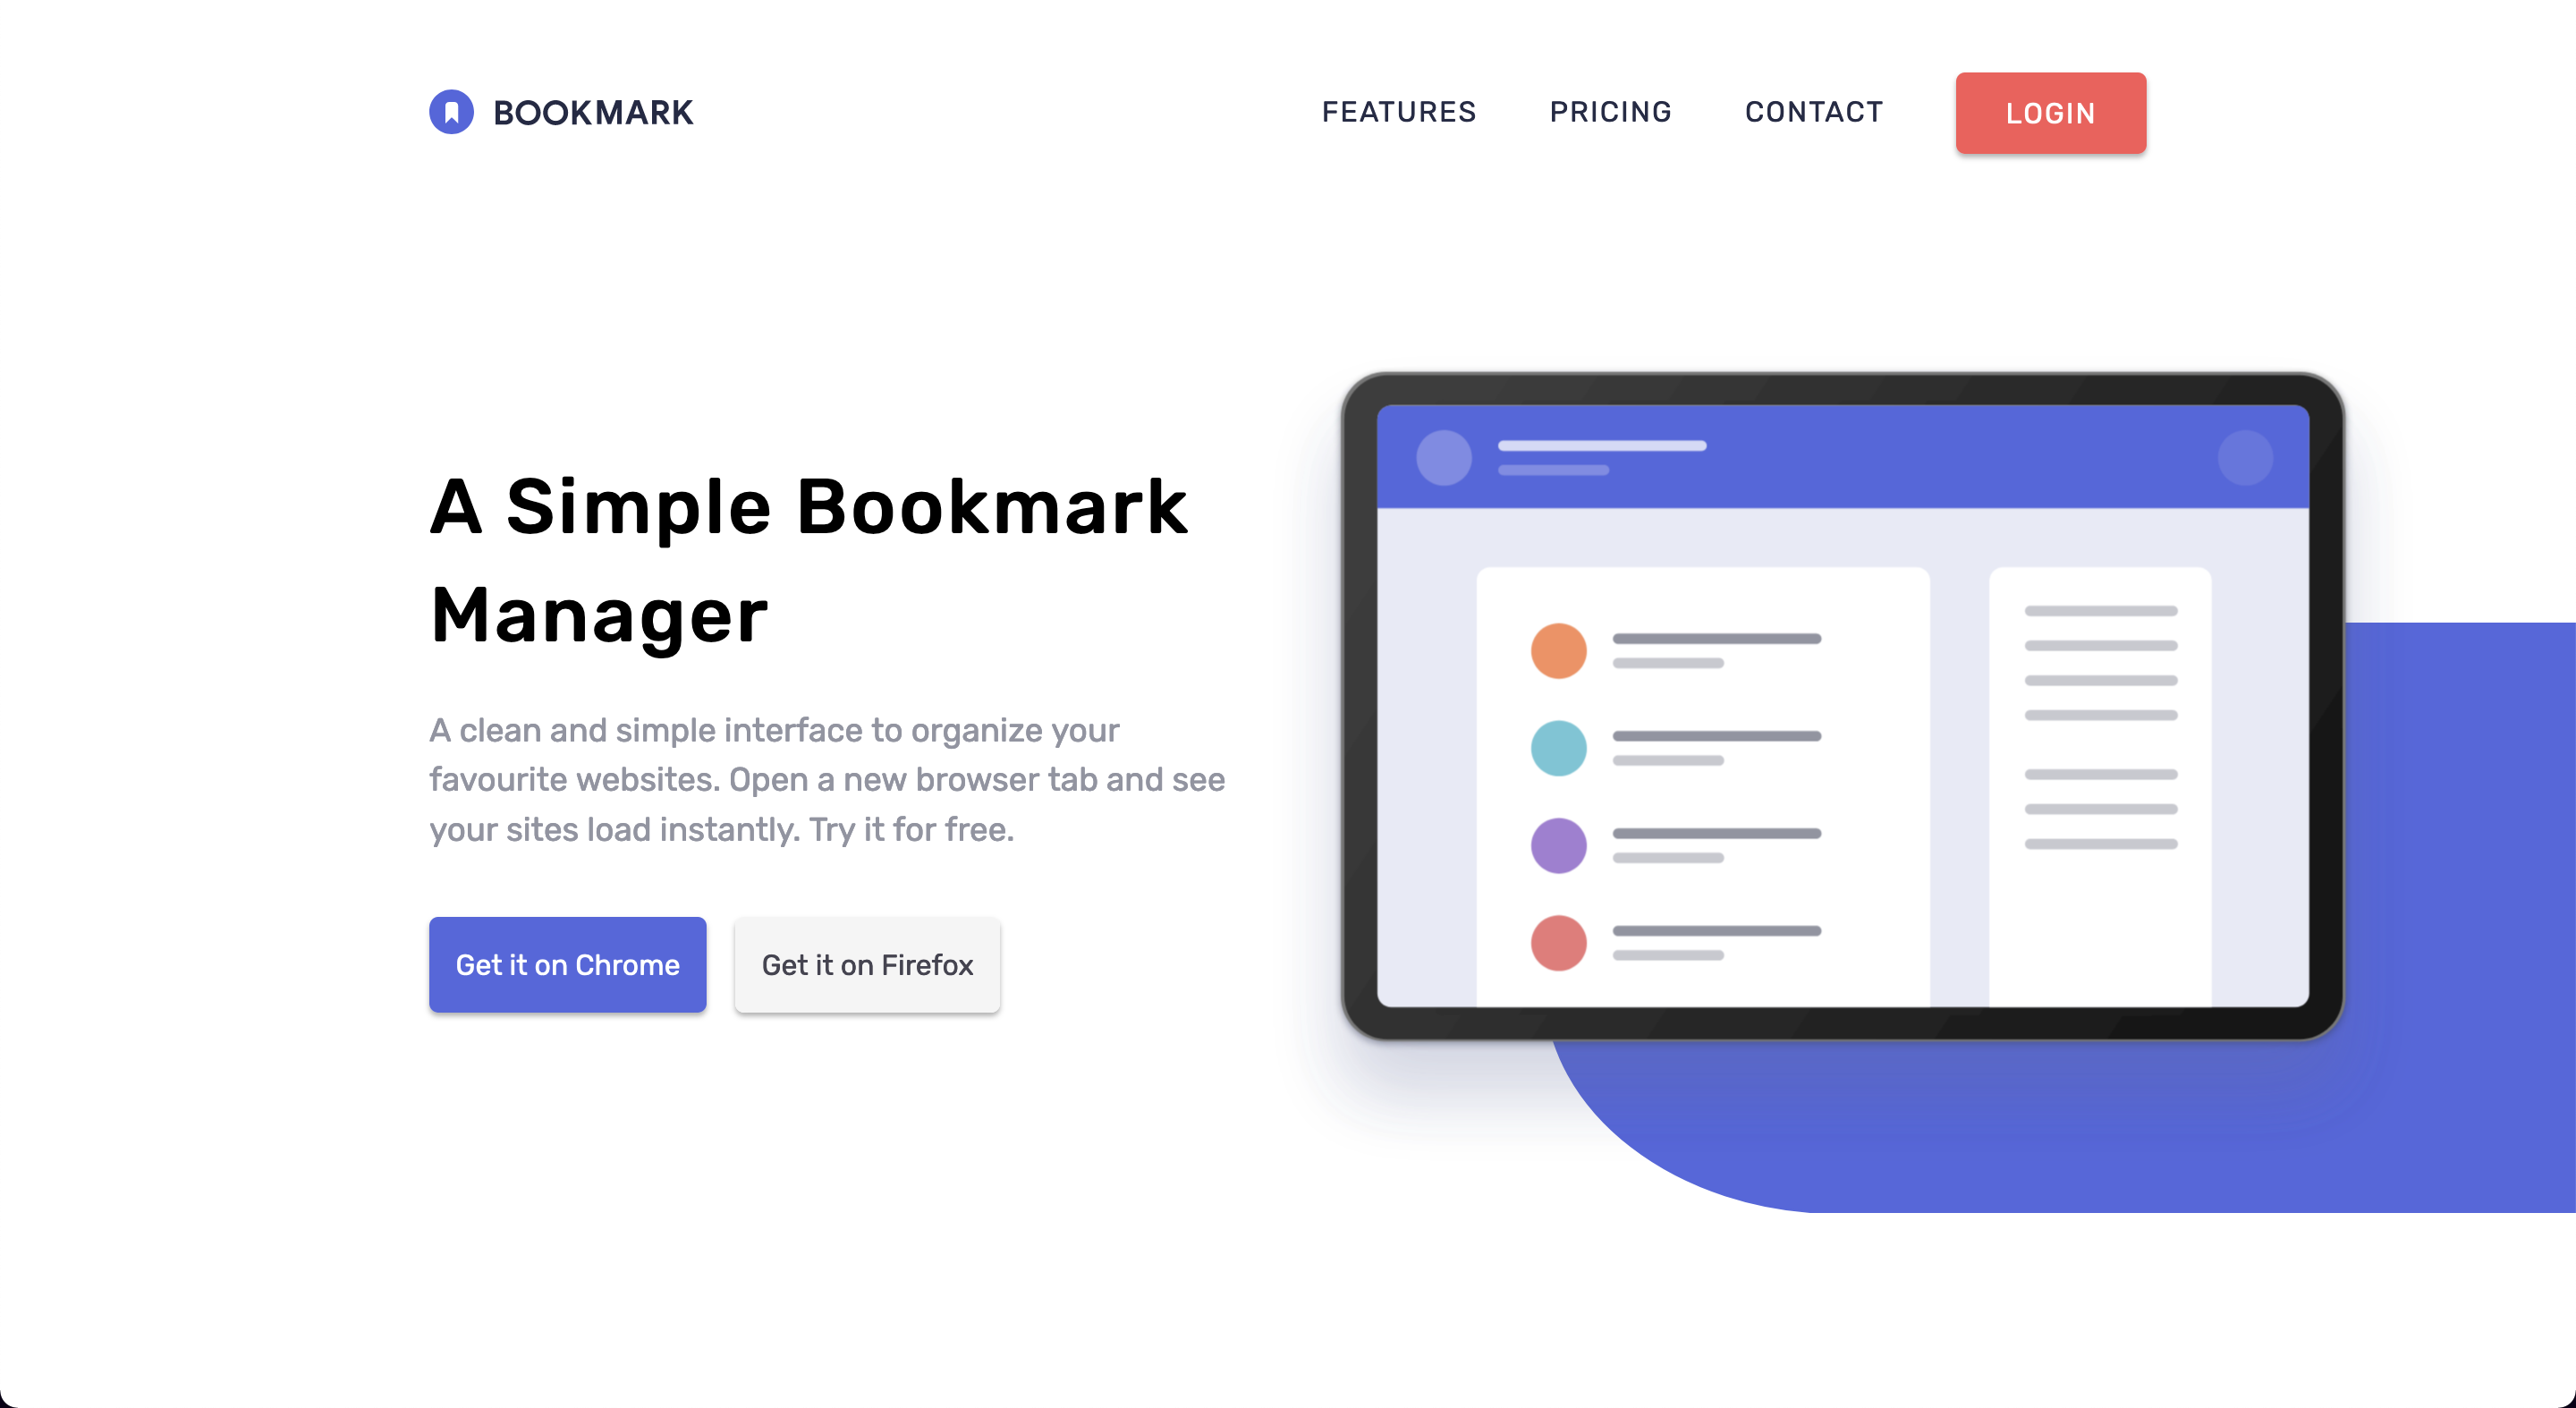 BOOKMARK
FEATURES PRICING CONTACT LOGIN
A Simple Bookmark
Manager
A clean and simple interface to organize your
favourite websites. Open a new browser tab and see
your sites load instantly. Try it for free.
Get it on Chrome Get it on Firefox